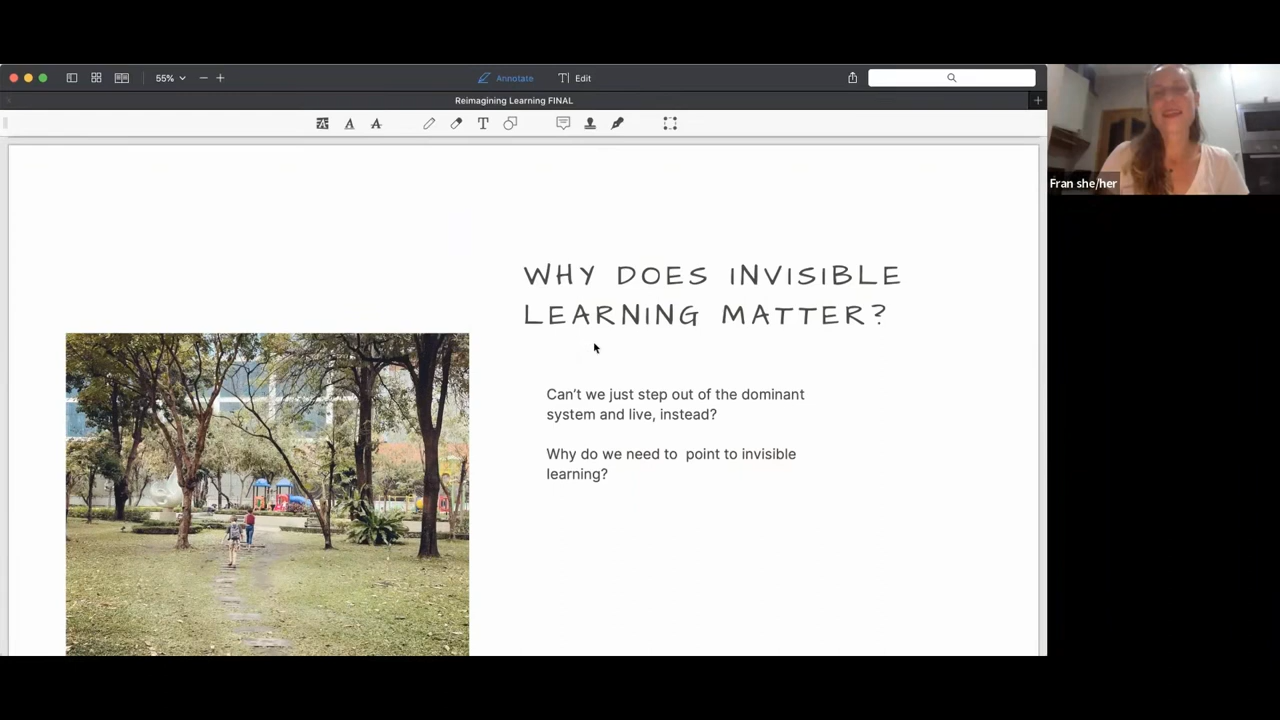 55%
Annotate
Edit
Reimagining Learning FINAL
Fran she/her
WHY DOES INVISIBLE
LEARNING MATTER?
Can't we just step out of the dominant
system and live, instead?
Why do we need to  point to invisible
learning?